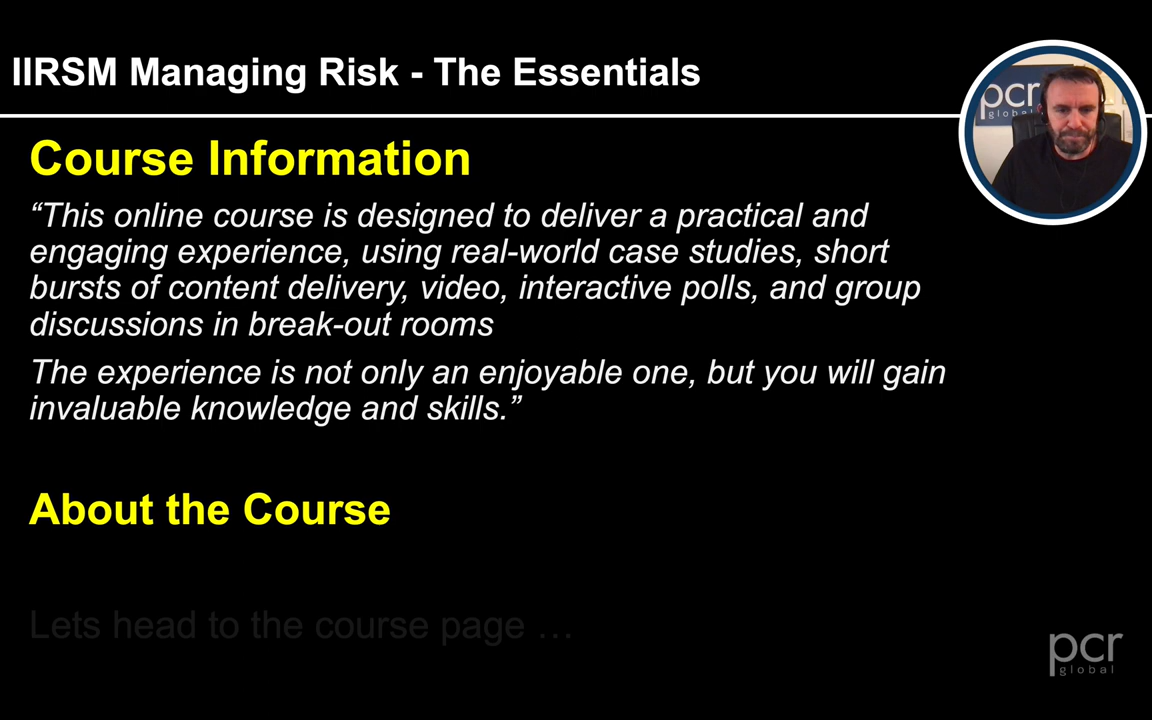 IIRSM Managing Risk - The Essentials
pcr
global
Course Information
“This online course is designed to deliver a practical and
engaging experience, using real-world case studies, short
bursts of content delivery, video, interactive polls, and group
discussions in break-out rooms
The experience is not only an enjoyable one, but you will gain
invaluable knowledge and skills.”
About the Course
Lets head to the course page …
pcr
global